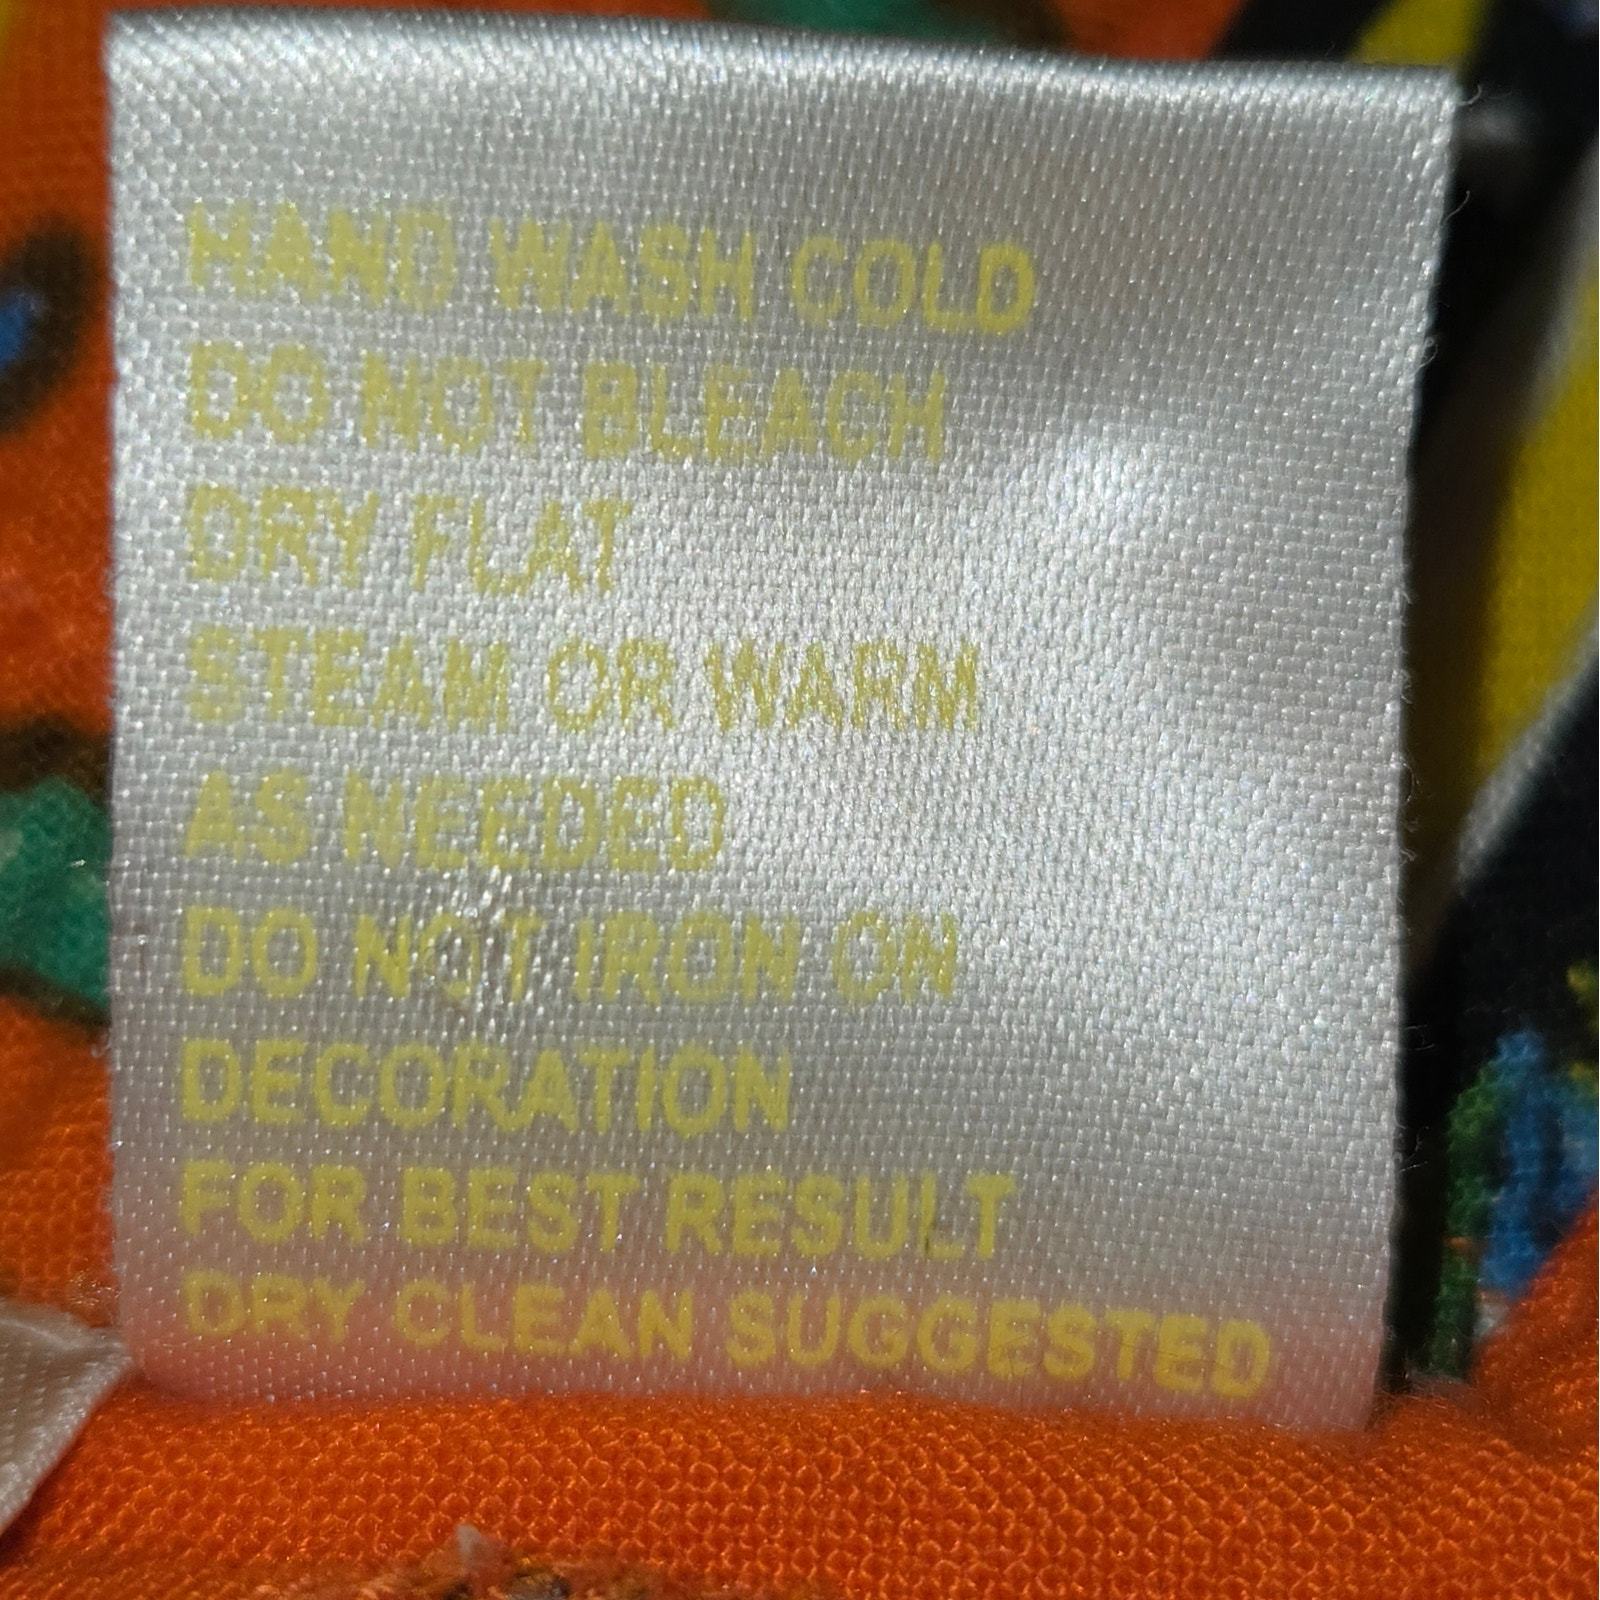 HAND WASH COLD
DO NOT BLEACH
DRY FLAT
STEAM OR WARM
AS NEEDED
DO NOT IRON ON
DECORATION
FOR BEST RESULT
DRY CLEAN SUGGESTED